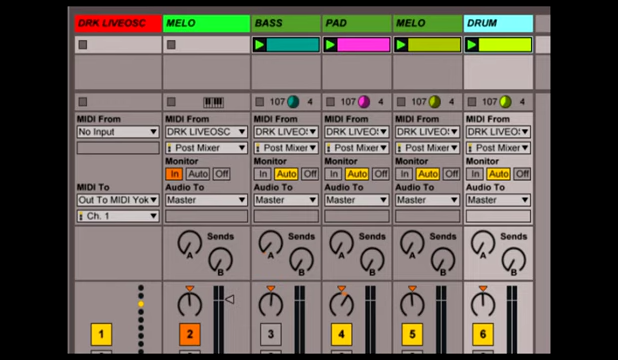 DRK LIVEOSC MELO BASS PAD MELO DRUM
107 4 107 4 107 4 107 4
MIDI From MIDI From MIDI From MIDI From MIDI From MIDI From
No Input DRK LIVEOSC DRK LIVEO DRK LIVEO DRK LIVEO DRK LIVEO
Post Mixer Post Mixer Post Mixer Post Mixer Post Mixer
Monitor Monitor Monitor Monitor Monitor
In Auto Off In Auto Off In Auto Off In Auto Off In Auto Off
MIDI To Audio To Audio To Audio To Audio To Audio To
Out To MIDI Yok Master Master Master Master Master
Ch. 1
Sends Sends Sends Sends Sends
A B A B A B A B A B
1 2 3 4 5 6